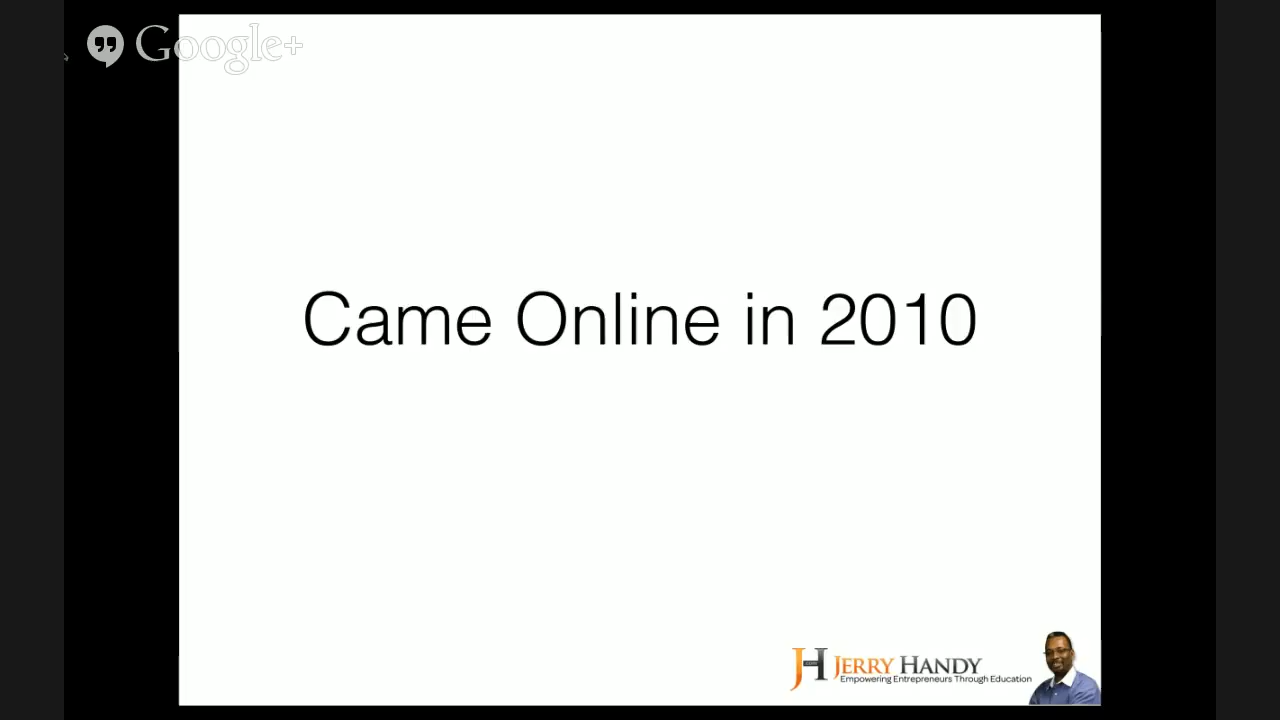 Google+
Came Online in 2010
JH JERRY HANDY
Empowering Entrepreneurs Through Education